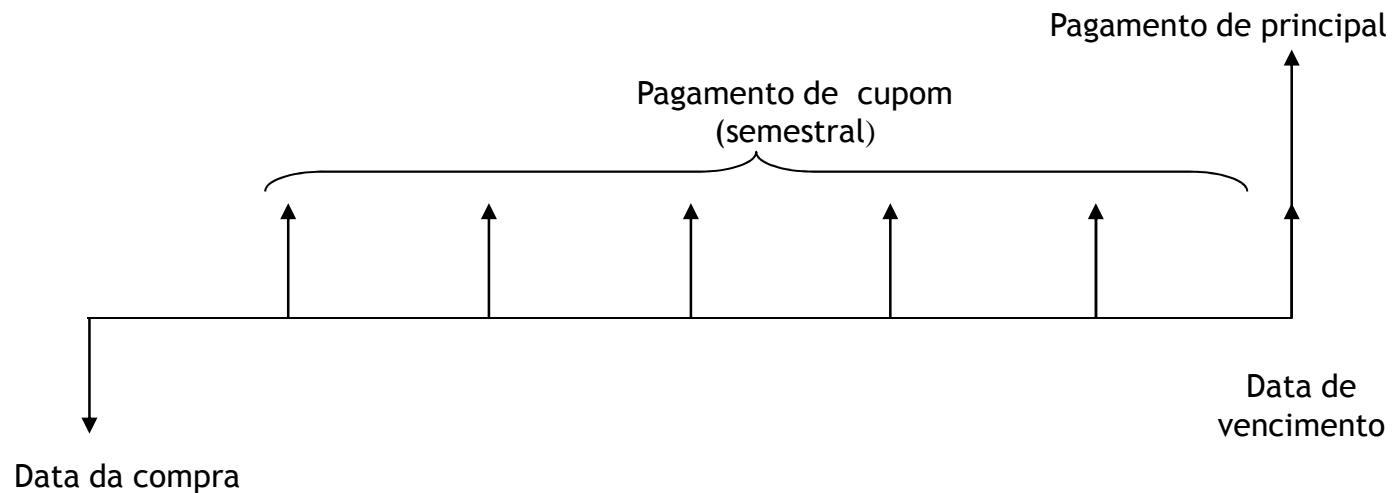 Pagamento de principal
Pagamento de cupom
(semestral)
Data de
vencimento
Data da compra